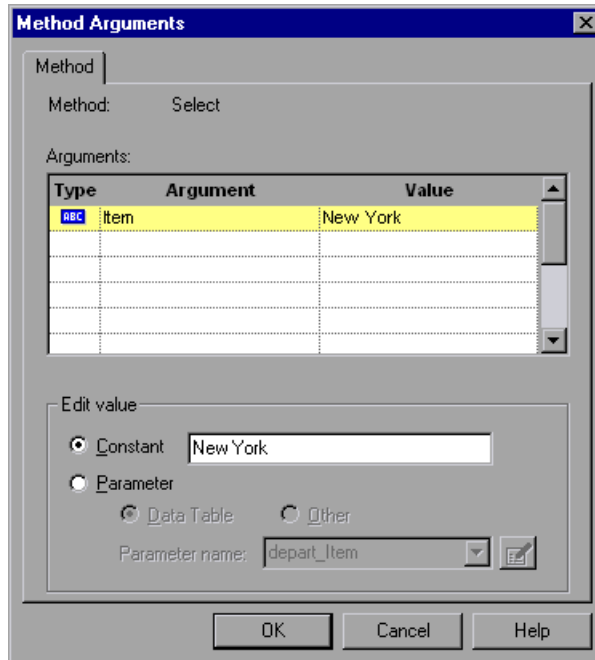 Method Arguments
Method
Method: Select
Arguments:
Type Argument Value
ABC Item New York
Edit value
Constant New York
Parameter
Data Table Other
Parameter name: depart_Item
OK Cancel Help